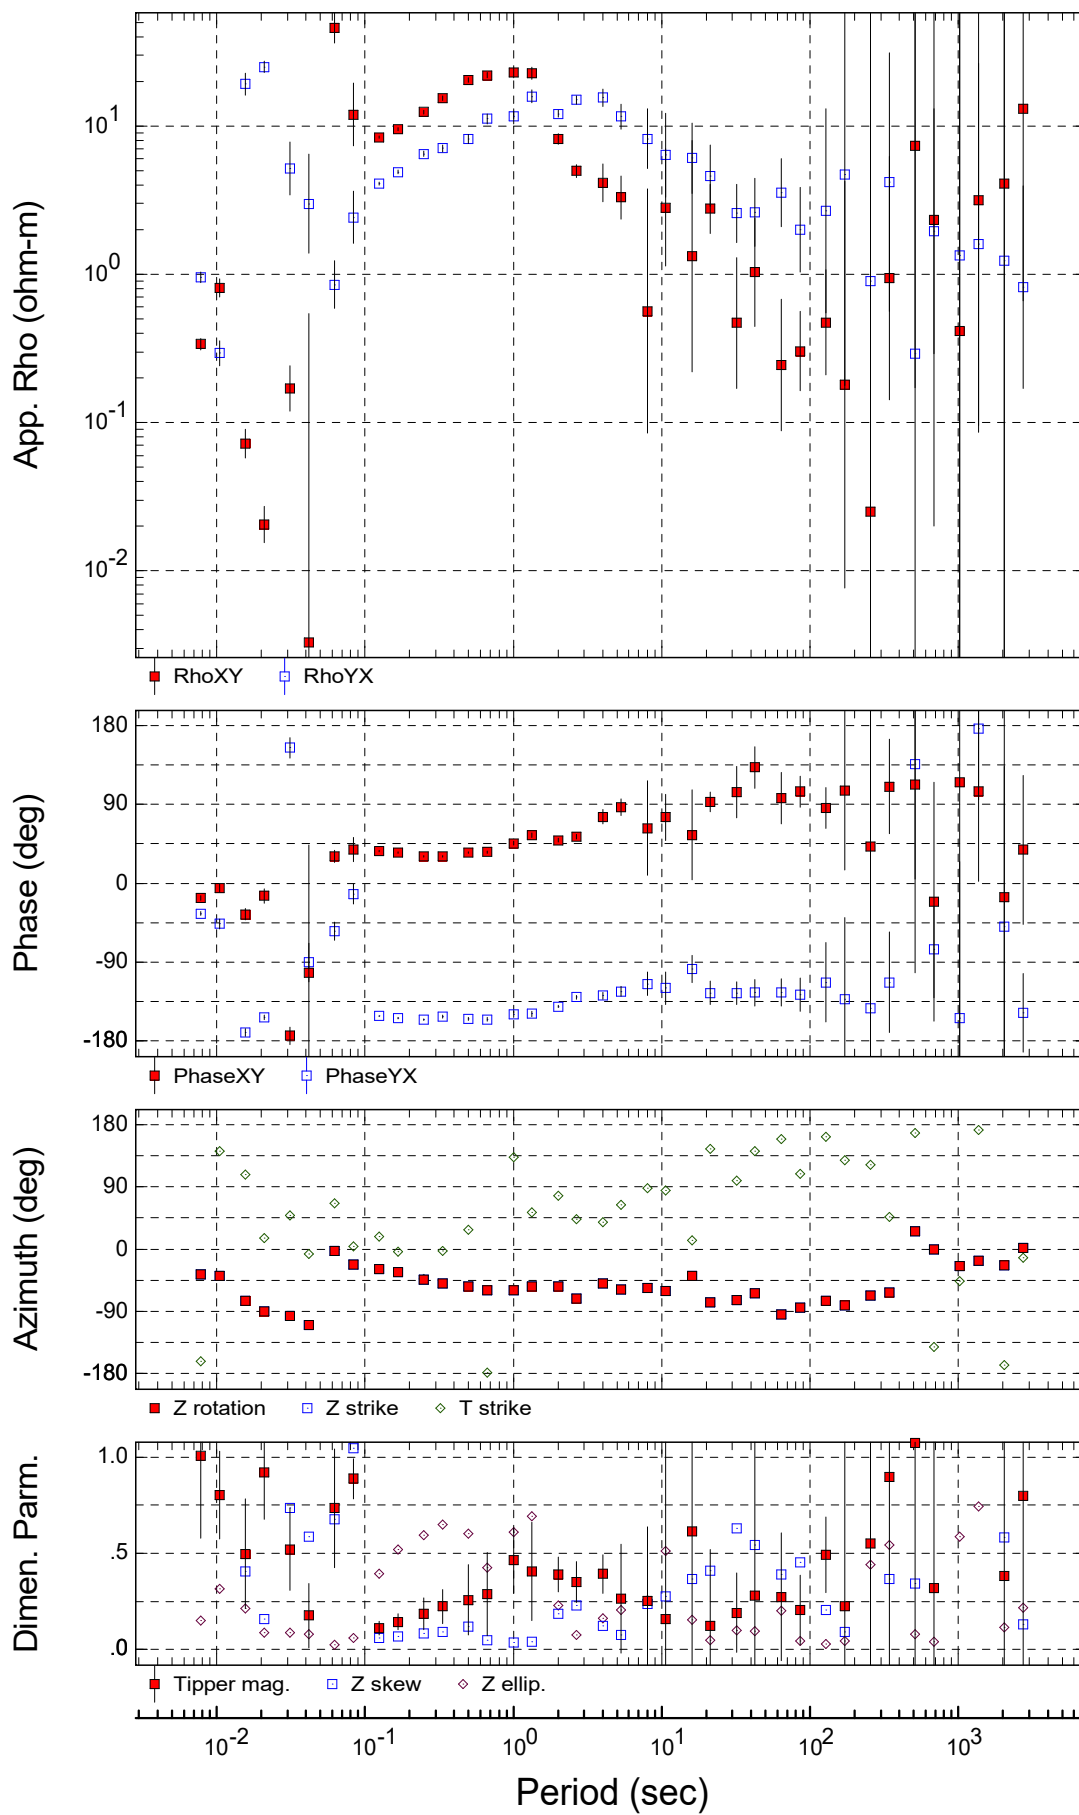 App. Rho (ohm-m)
10^1
10^0
10^-1
10^-2
RhoXY RhoYX
Phase (deg)
180
90
0
-90
-180
PhaseXY PhaseYX
Azimuth (deg)
180
90
0
-90
-180
Z rotation Z strike T strike
Dimen. Parm.
1.0
.5
.0
Tipper mag. Z skew Z ellip.
10^-2 10^-1 10^0 10^1 10^2 10^3
Period (sec)